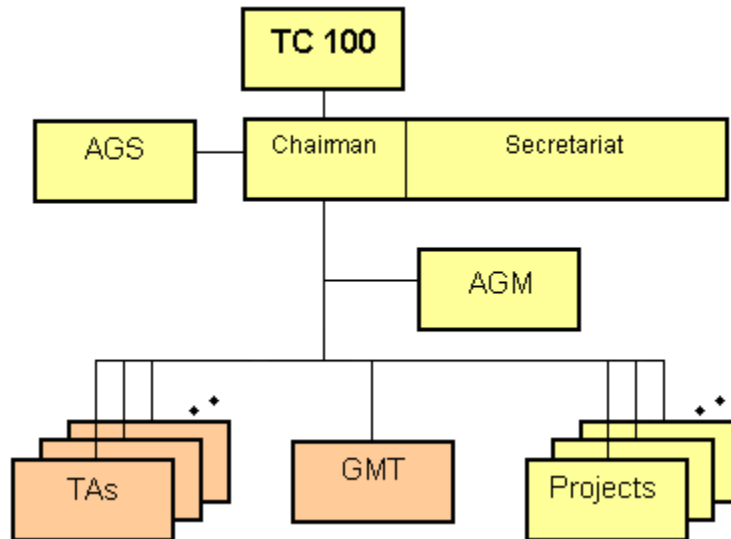 TC 100
AGS
Chairman
Secretariat
AGM
TAs
GMT
Projects